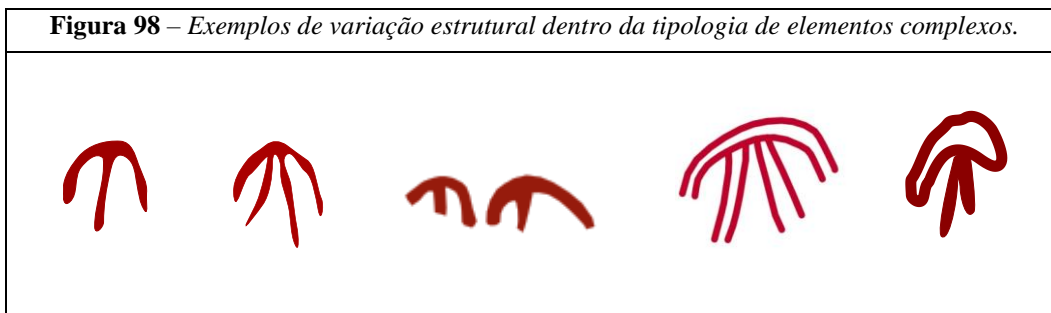 Figura 98 – Exemplos de variação estrutural dentro da tipologia de elementos complexos.